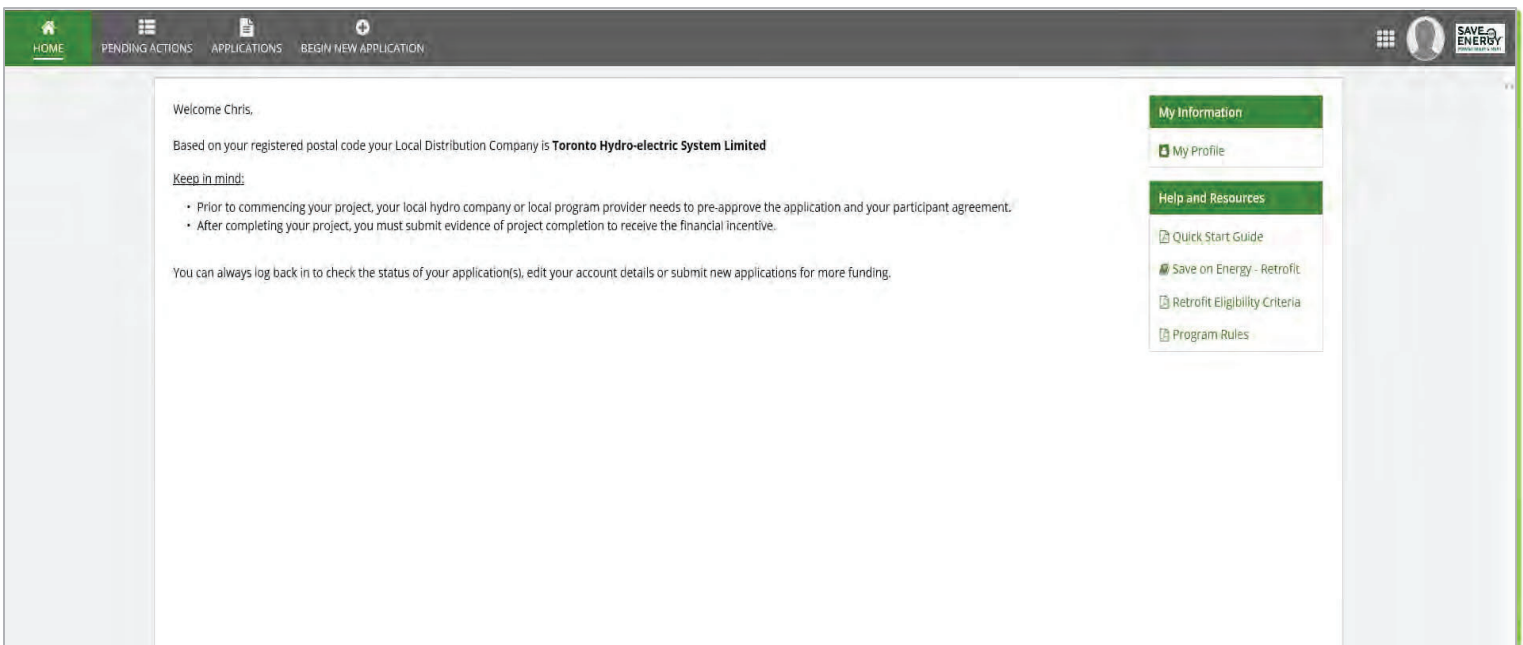 HOME
PENDING ACTIONS
APPLICATIONS
BEGIN NEW APPLICATION
SAVE
ENERGY
Welcome Chris,
Based on your registered postal code your Local Distribution Company is Toronto Hydro-electric System Limited
Keep in mind:
• Prior to commencing your project, your local hydro company or local program provider needs to pre-approve the application and your participant agreement.
• After completing your project, you must submit evidence of project completion to receive the financial incentive.
You can always log back in to check the status of your application(s), edit your account details or submit new applications for more funding.
My Information
My Profile
Help and Resources
Quick Start Guide
Save on Energy - Retrofit
Retrofit Eligibility Criteria
Program Rules